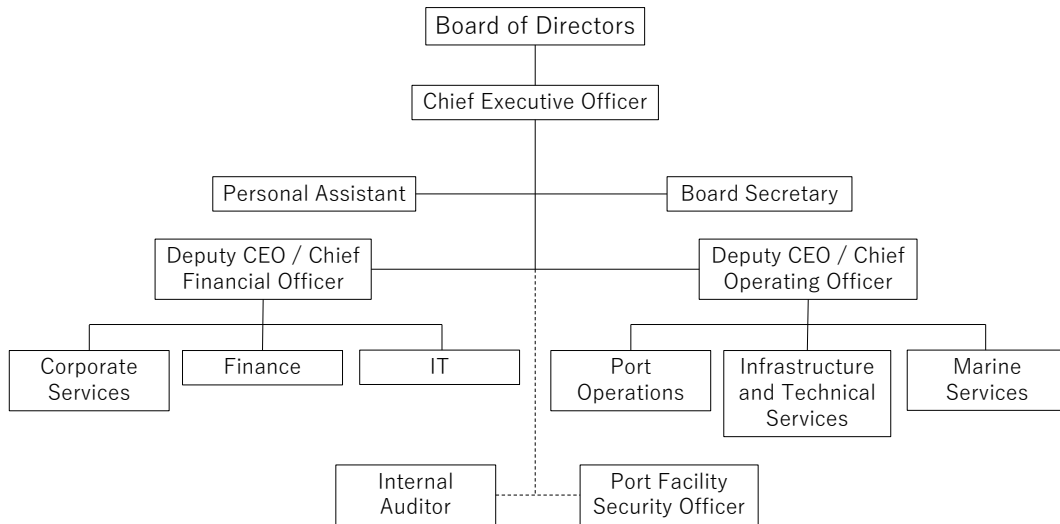 Board of Directors
Chief Executive Officer
Personal Assistant
Board Secretary
Deputy CEO / Chief
Financial Officer
Deputy CEO / Chief
Operating Officer
Corporate
Services
Finance
IT
Port
Operations
Infrastructure
and Technical
Services
Marine
Services
Internal
Auditor
Port Facility
Security Officer